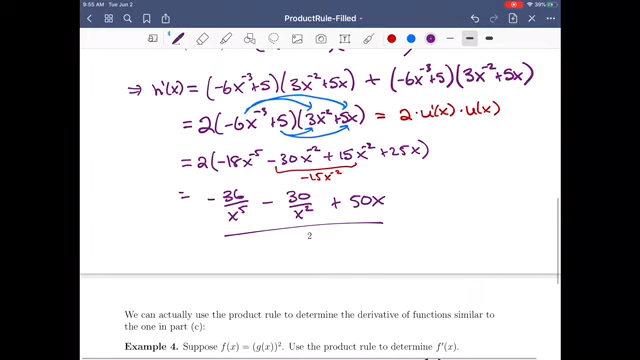 9:55 AM Tue Jun 2
39%
ProductRule-Filled
⇒ h'(x) = (-6x⁻³+5)(3x⁻²+5x) + (-6x⁻³+5)(3x⁻²+5x)
= 2(-6x⁻³+5)(3x⁻²+5x) = 2·u'(x)·u(x)
= 2(-18x⁻⁵ -30x⁻² +15x⁻² +25x)
-15x⁻²
= -36/x⁵ - 30/x² + 50x
2
We can actually use the product rule to determine the derivative of functions similar to
the one in part (c):
Example 4. Suppose f(x) = (g(x))². Use the product rule to determine f′(x).